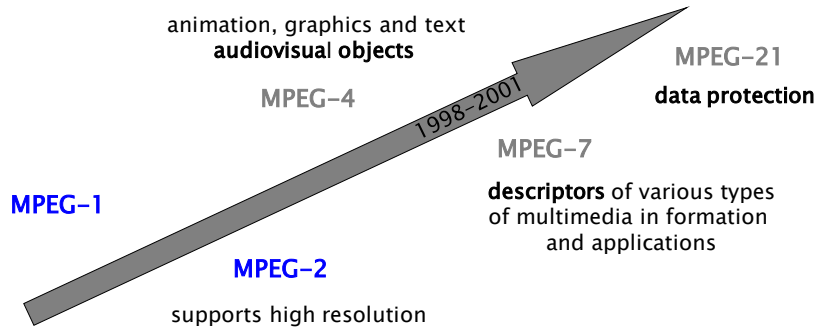 animation, graphics and text
audiovisual objects
MPEG-4
1998-2001
MPEG-21
data protection
MPEG-7
descriptors of various types
of multimedia in formation
and applications
MPEG-1
MPEG-2
supports high resolution